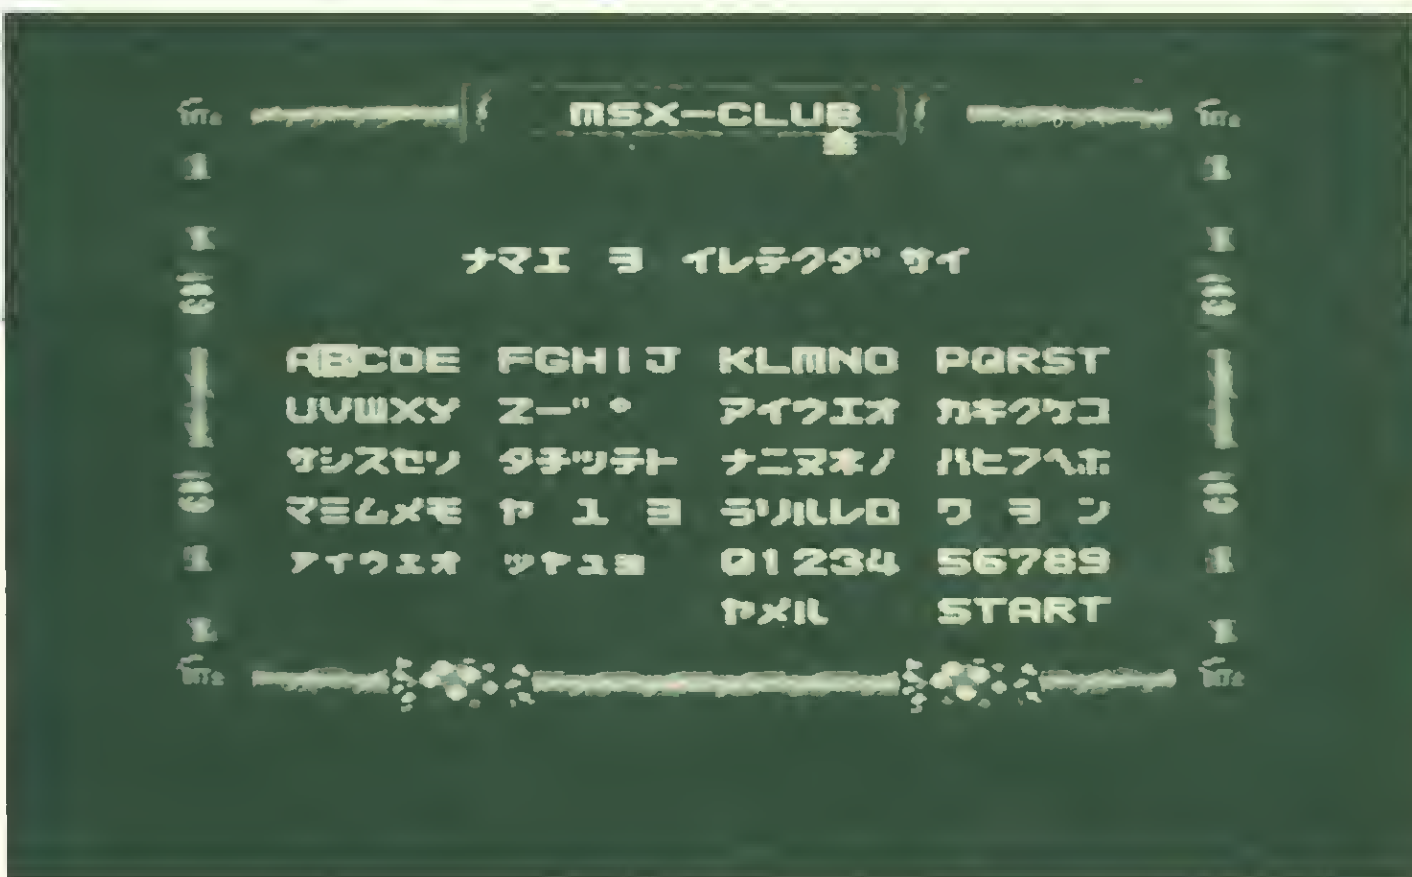 MSX-CLUB
ナマエ ヲ イレテクダ゛サイ
ABCDE FGHIJ KLMNO PQRST
UVWXY Z-゛゜ アイウエオ カキクケコ
サシスセソ タチツテト ナニヌネノ ハヒフヘホ
マミムメモ ヤ ユ ヨ ラリルレロ ワ ヲ ン
ァィゥェォ ッャュョ 01234 56789
ヤメル START